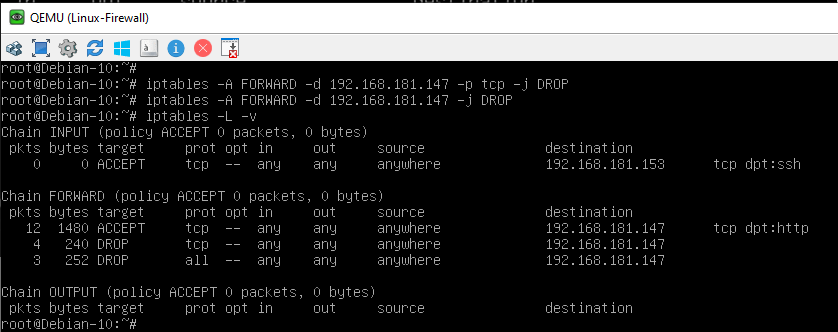 QEMU (Linux-Firewall)
root@Debian-10:~#
root@Debian-10:~# iptables -A FORWARD -d 192.168.181.147 -p tcp -j DROP
root@Debian-10:~# iptables -A FORWARD -d 192.168.181.147 -j DROP
root@Debian-10:~# iptables -L -v
Chain INPUT (policy ACCEPT 0 packets, 0 bytes)
pkts bytes target prot opt in out source destination
0 0 ACCEPT tcp -- any any anywhere 192.168.181.153 tcp dpt:ssh
Chain FORWARD (policy ACCEPT 0 packets, 0 bytes)
pkts bytes target prot opt in out source destination
12 1480 ACCEPT tcp -- any any anywhere 192.168.181.147 tcp dpt:http
4 240 DROP tcp -- any any anywhere 192.168.181.147
3 252 DROP all -- any any anywhere 192.168.181.147
Chain OUTPUT (policy ACCEPT 0 packets, 0 bytes)
pkts bytes target prot opt in out source destination
root@Debian-10:~#